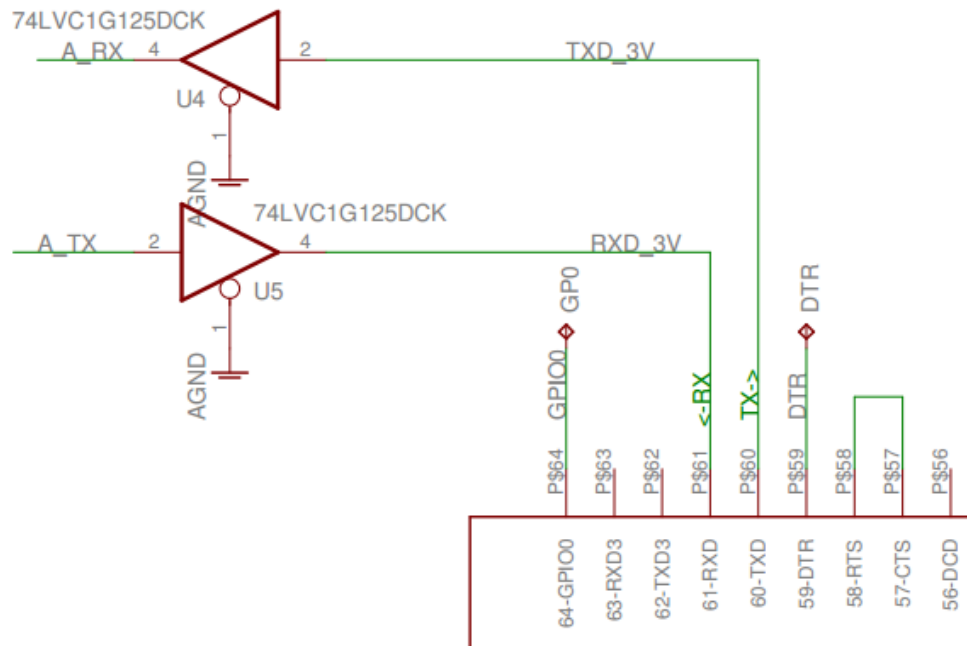 74LVC1G125DCK
A_RX
4
2
TXD_3V
U4
1
AGND
74LVC1G125DCK
A_TX
2
4
RXD_3V
U5
1
AGND
GP0
DTR
GPIO0
<-RX
TX->
DTR
P$64
P$63
P$62
P$61
P$60
P$59
P$58
P$57
P$56
64-GPIO0
63-RXD3
62-TXD3
61-RXD
60-TXD
59-DTR
58-RTS
57-CTS
56-DCD